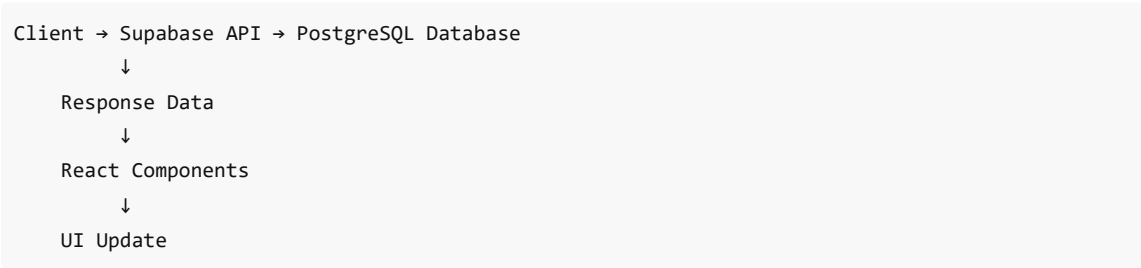 Client → Supabase API → PostgreSQL Database
↓
Response Data
↓
React Components
↓
UI Update